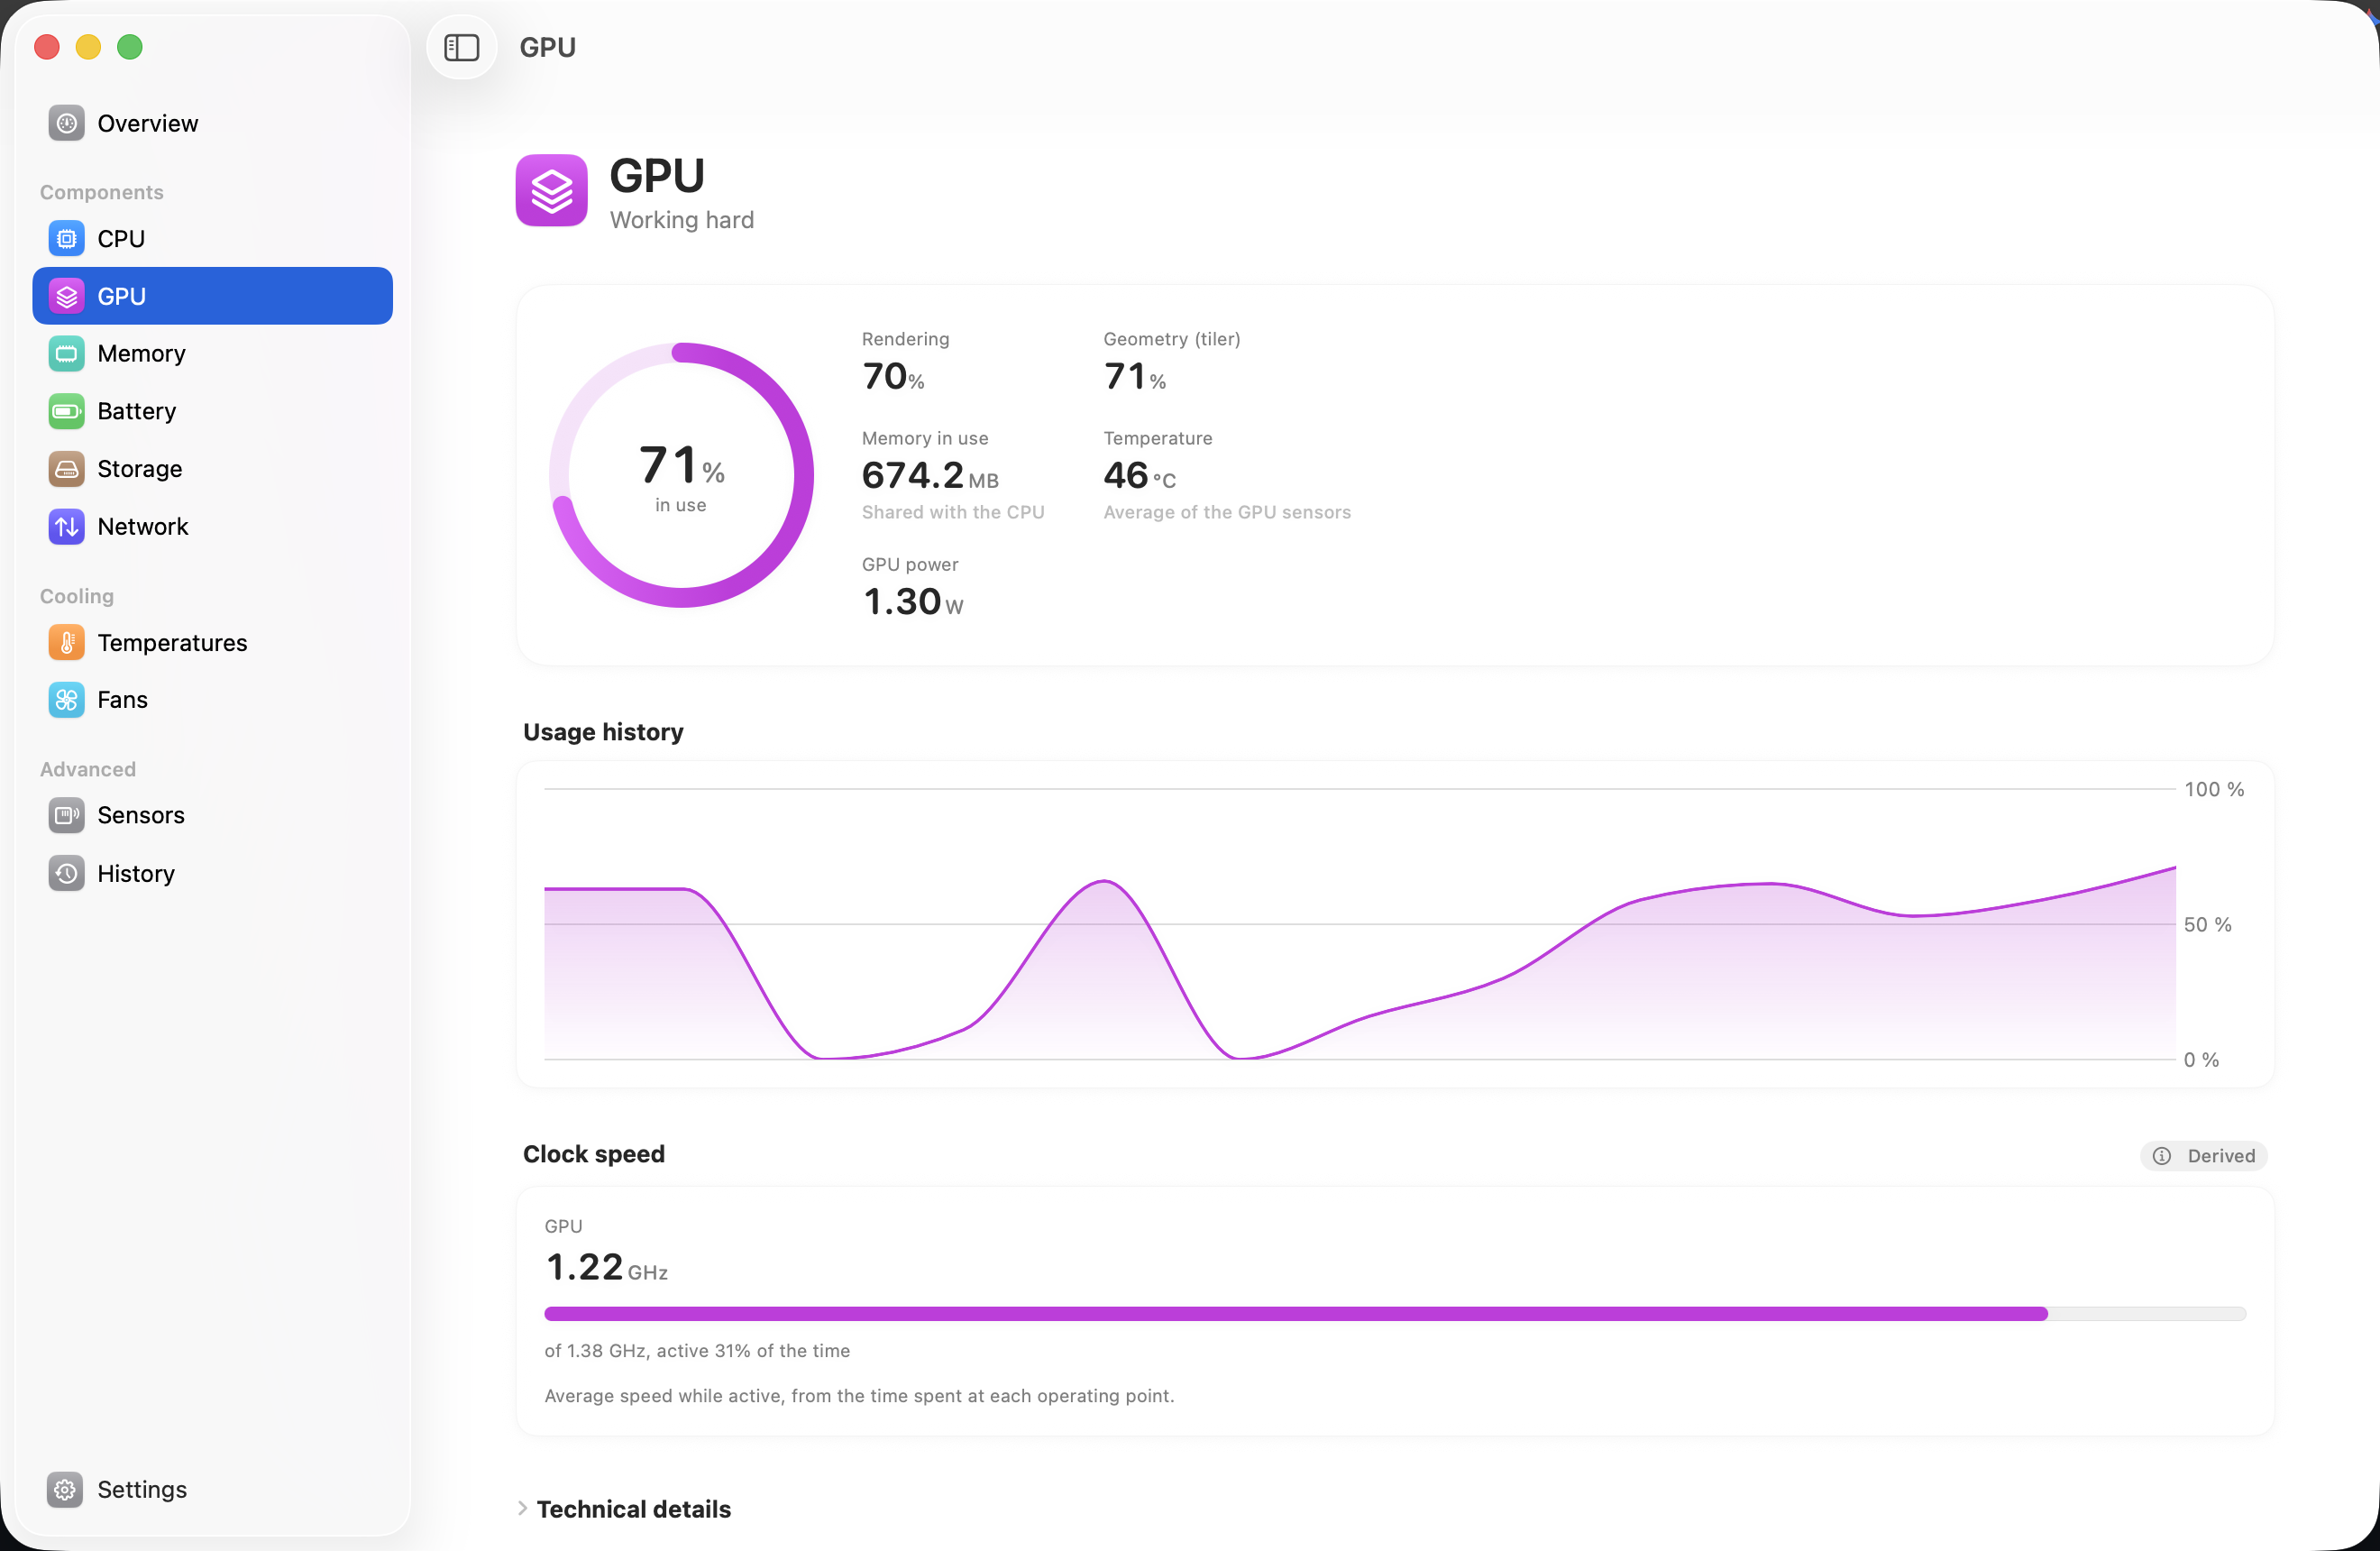 GPU
Overview
Components
CPU
GPU
Memory
Battery
Storage
Network
Cooling
Temperatures
Fans
Advanced
Sensors
History
Settings
GPU
Working hard
71%
in use
Rendering
70%
Geometry (tiler)
71%
Memory in use
674.2 MB
Shared with the CPU
Temperature
46 °C
Average of the GPU sensors
GPU power
1.30 W
Usage history
100 %
50 %
0 %
Clock speed
Derived
GPU
1.22 GHz
of 1.38 GHz, active 31% of the time
Average speed while active, from the time spent at each operating point.
Technical details